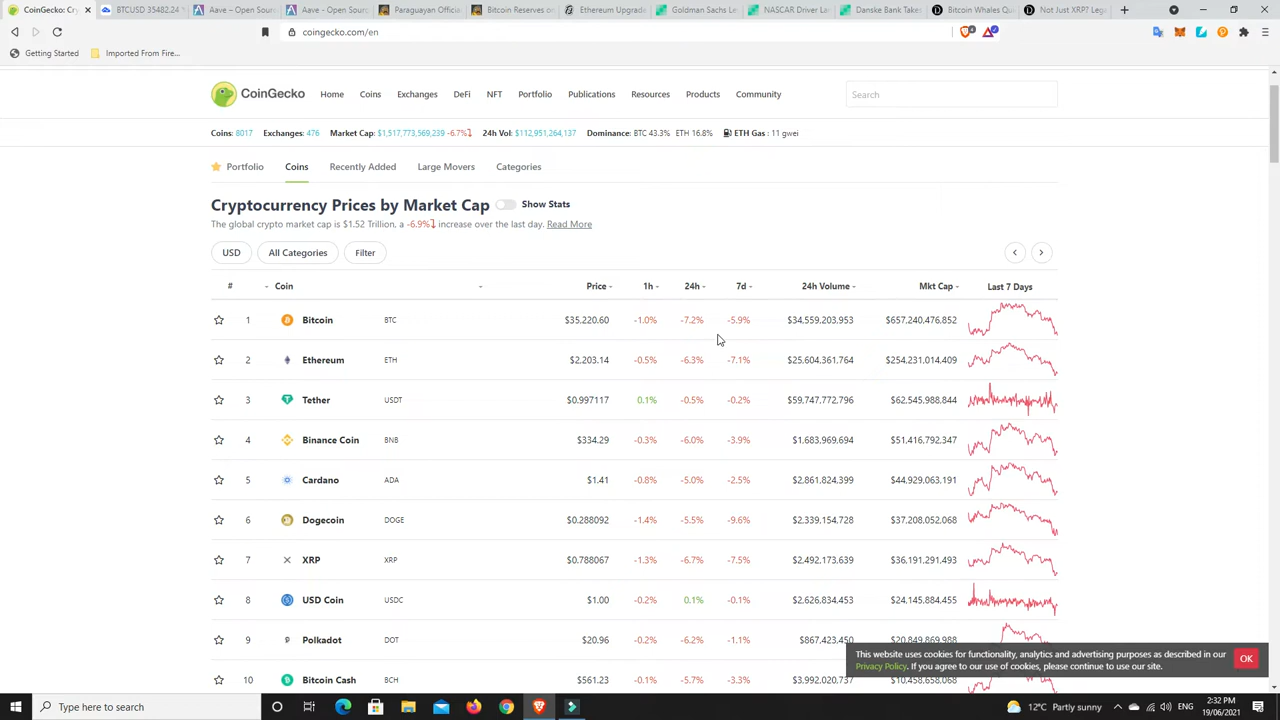 CoinGecko: Cry
BTCUSD 35482.24
Aave – Open Sour
Aave – Open Sour
Paraguayan Offici
Bitcoin Reserves o
Ethereum Upgrade
Goldman Sachs Le
NASCAR Driver La
Danske Bank Takes
Bitcoin Whales Qu
Not Just XRP? Lega
coingecko.com/en
Getting Started
Imported From Fire...
CoinGecko Home Coins Exchanges DeFi NFT Portfolio Publications Resources Products Community Search
Coins: 8017 Exchanges: 476 Market Cap: $1,517,773,569,239 -6.7% 24h Vol: $112,951,264,137 Dominance: BTC 43.3% ETH 16.8% ETH Gas : 11 gwei
Portfolio Coins Recently Added Large Movers Categories
Cryptocurrency Prices by Market Cap Show Stats
The global crypto market cap is $1.52 Trillion, a -6.9% increase over the last day. Read More
USD All Categories Filter
# Coin Price 1h 24h 7d 24h Volume Mkt Cap Last 7 Days
1 Bitcoin BTC $35,220.60 -1.0% -7.2% -5.9% $34,559,203,953 $657,240,476,852
2 Ethereum ETH $2,203.14 -0.5% -6.3% -7.1% $25,604,361,764 $254,231,014,409
3 Tether USDT $0.997117 0.1% -0.5% -0.2% $59,747,772,796 $62,545,988,844
4 Binance Coin BNB $334.29 -0.3% -6.0% -3.9% $1,683,969,694 $51,416,792,347
5 Cardano ADA $1.41 -0.8% -5.0% -2.5% $2,861,824,399 $44,929,063,191
6 Dogecoin DOGE $0.288092 -1.4% -5.5% -9.6% $2,339,154,728 $37,208,052,068
7 XRP XRP $0.788067 -1.3% -6.7% -7.5% $2,492,173,639 $36,191,291,493
8 USD Coin USDC $1.00 -0.2% 0.1% -0.1% $2,626,834,453 $24,145,884,455
9 Polkadot DOT $20.96 -0.2% -6.2% -1.1% $867,423,450 $20,849,869,988
10 Bitcoin Cash BCH $561.23 -0.1% -5.7% -3.3% $3,992,020,737 $10,458,658,068
This website uses cookies for functionality, analytics and advertising purposes as described in our
Privacy Policy. If you agree to our use of cookies, please continue to use our site.
OK
Type here to search
12°C Partly sunny
ENG
2:32 PM
19/06/2021